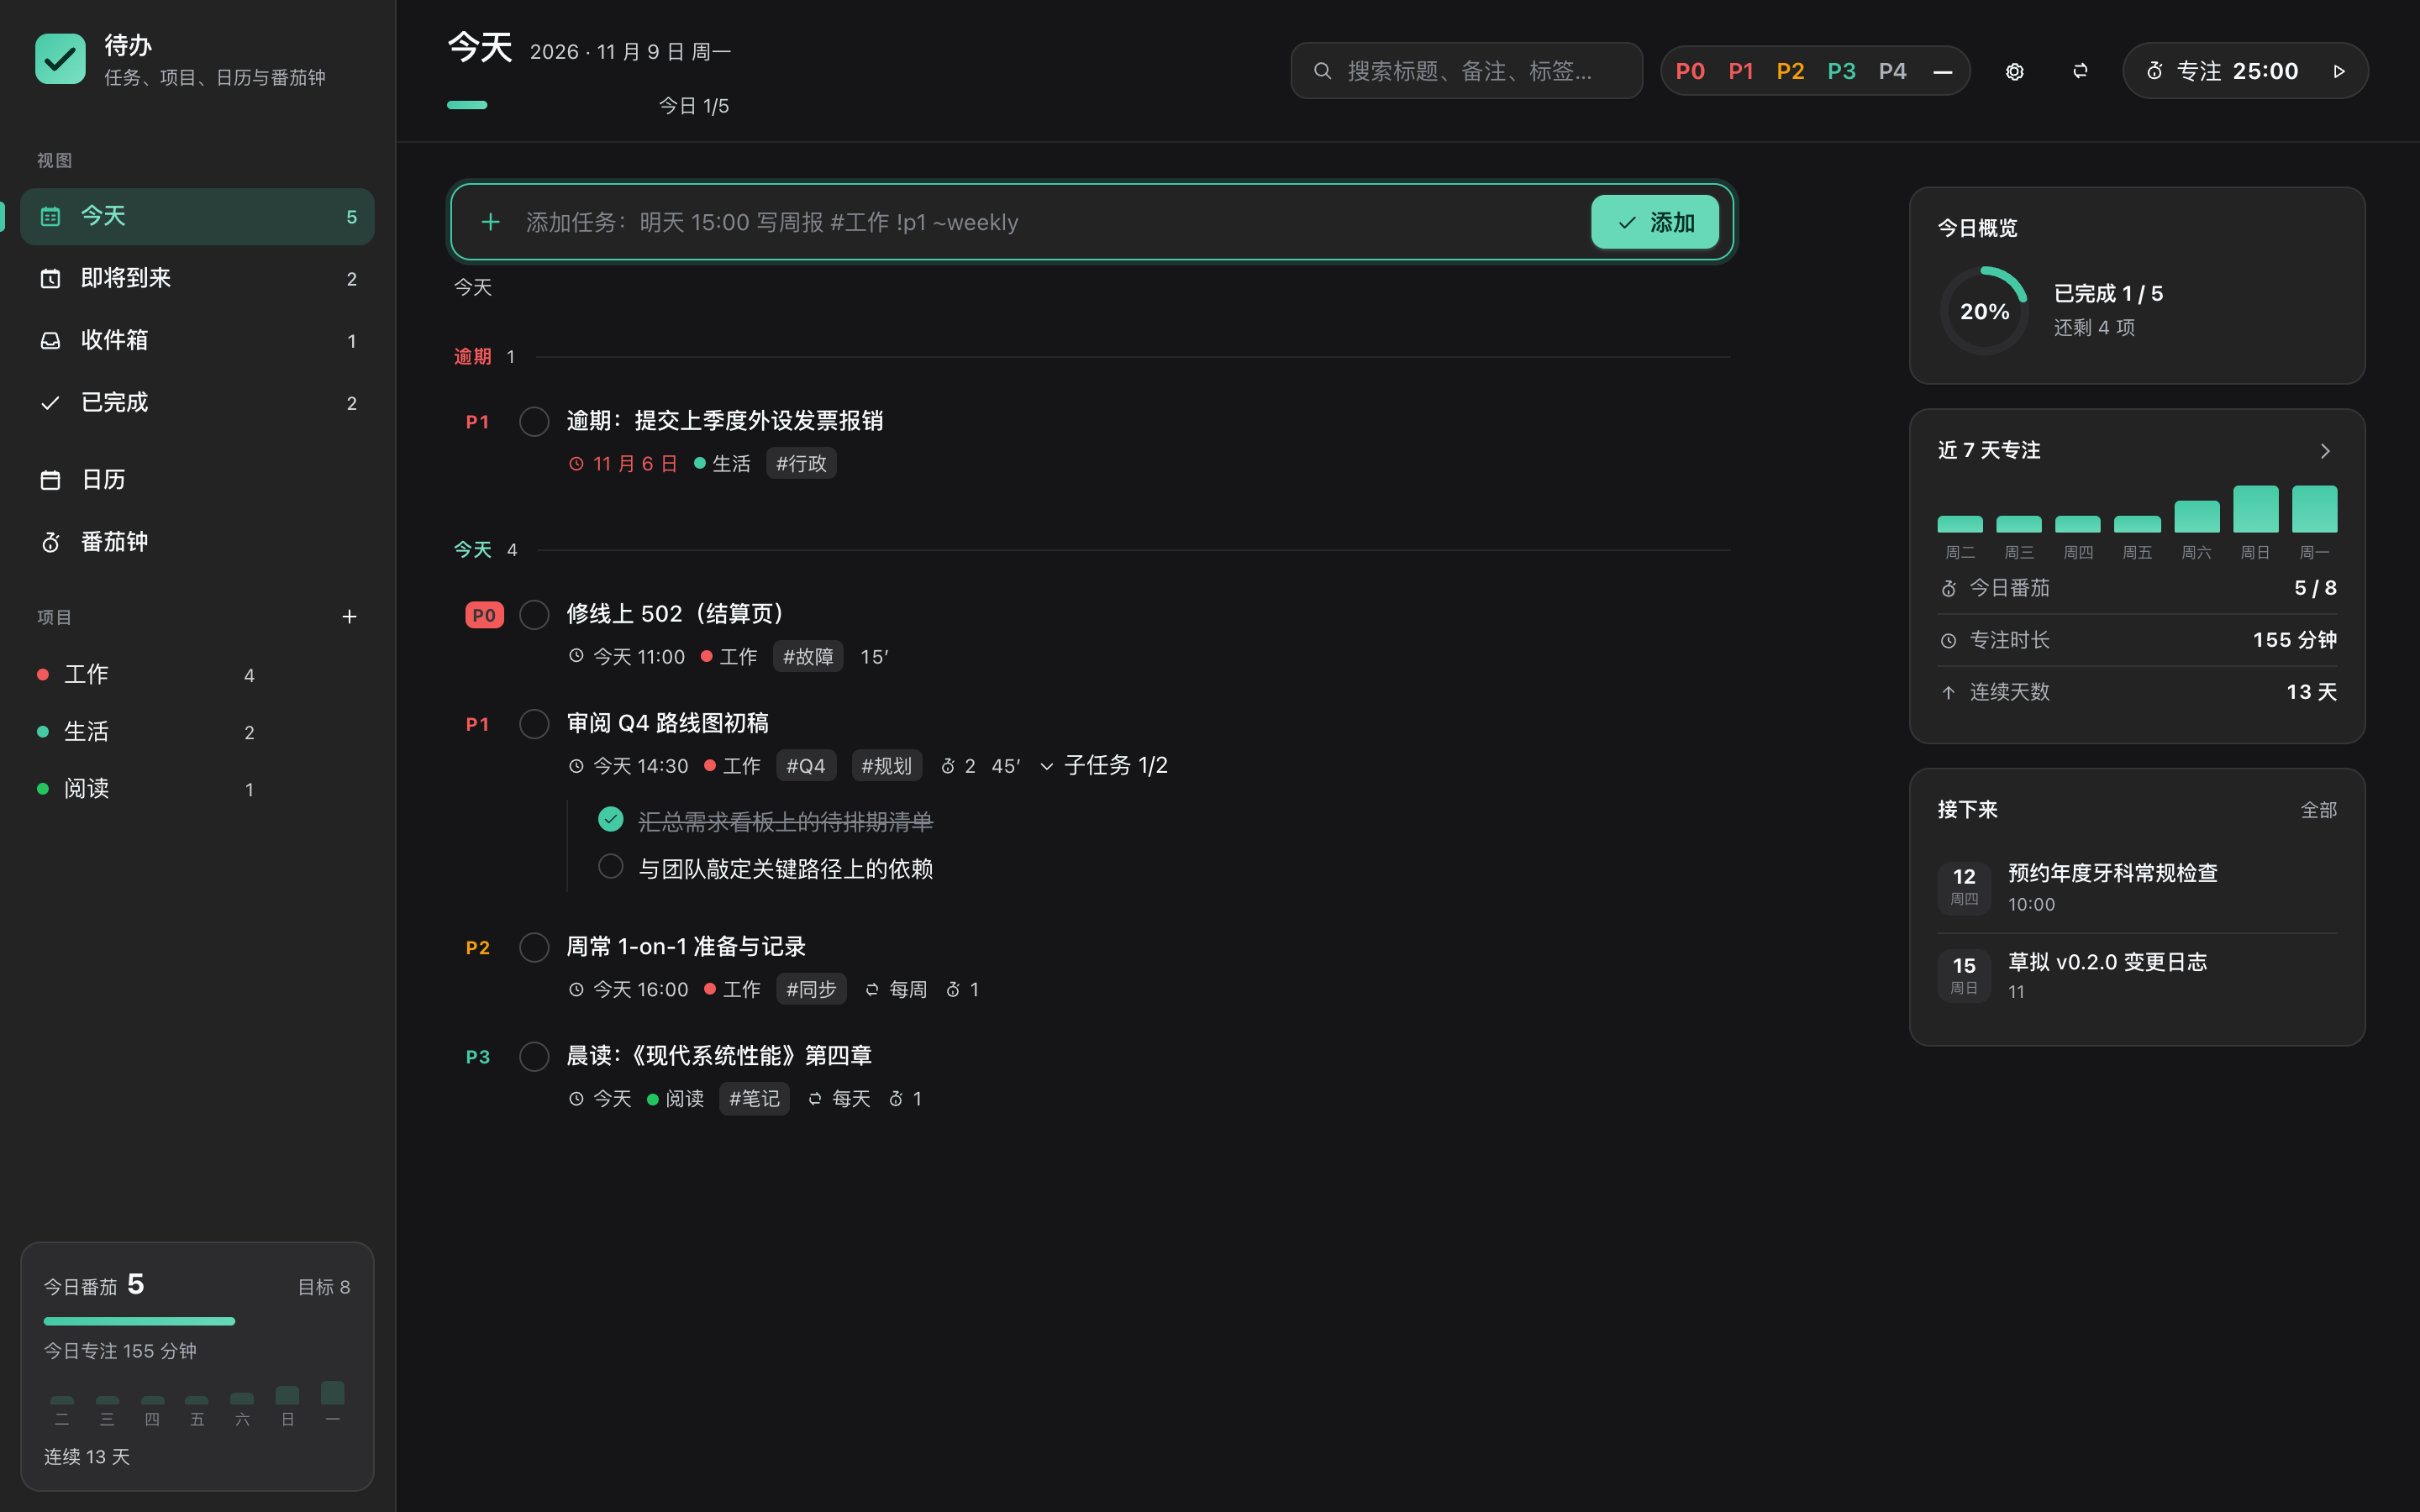 待办
任务、项目、日历与番茄钟
视图
今天 5
即将到来 2
收件箱 1
已完成 2
日历
番茄钟
项目 +
工作 4
生活 2
阅读 1
今日番茄 5 目标 8
今日专注 155 分钟
二 三 四 五 六 日 一
连续 13 天
今天 2026 · 11 月 9 日 周一
今日 1/5
搜索标题、备注、标签...
P0 P1 P2 P3 P4 —
专注 25:00
添加任务：明天 15:00 写周报 #工作 !p1 ~weekly
添加
今天
逾期 1
P1 逾期：提交上季度外设发票报销
11 月 6 日 生活 #行政
今天 4
P0 修线上 502（结算页）
今天 11:00 工作 #故障 15′
P1 审阅 Q4 路线图初稿
今天 14:30 工作 #Q4 #规划 2 45′ 子任务 1/2
汇总需求看板上的待排期清单
与团队敲定关键路径上的依赖
P2 周常 1-on-1 准备与记录
今天 16:00 工作 #同步 每周 1
P3 晨读：《现代系统性能》第四章
今天 阅读 #笔记 每天 1
今日概览
20%
已完成 1 / 5
还剩 4 项
近 7 天专注
周二 周三 周四 周五 周六 周日 周一
今日番茄 5 / 8
专注时长 155 分钟
连续天数 13 天
接下来 全部
12 周四
预约年度牙科常规检查
10:00
15 周日
草拟 v0.2.0 变更日志
11